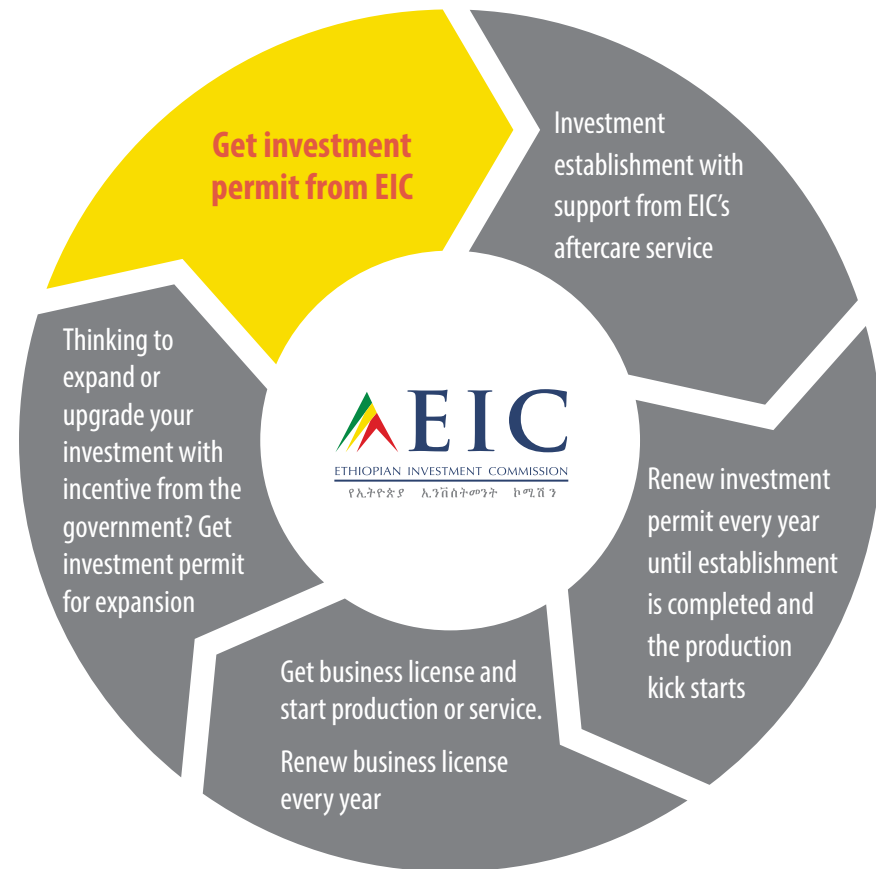 Get investment
permit from EIC
Investment
establishment with
support from EIC’s
aftercare service
Renew investment
permit every year
until establishment
is completed and
the production
kick starts
Get business license and
start production or service.
Renew business license
every year
Thinking to
expand or
upgrade your
investment with
incentive from the
government? Get
investment permit
for expansion
EIC
ETHIOPIAN INVESTMENT COMMISSION
የኢትዮጵያ ኢንቨስትመንት ኮሚሽን